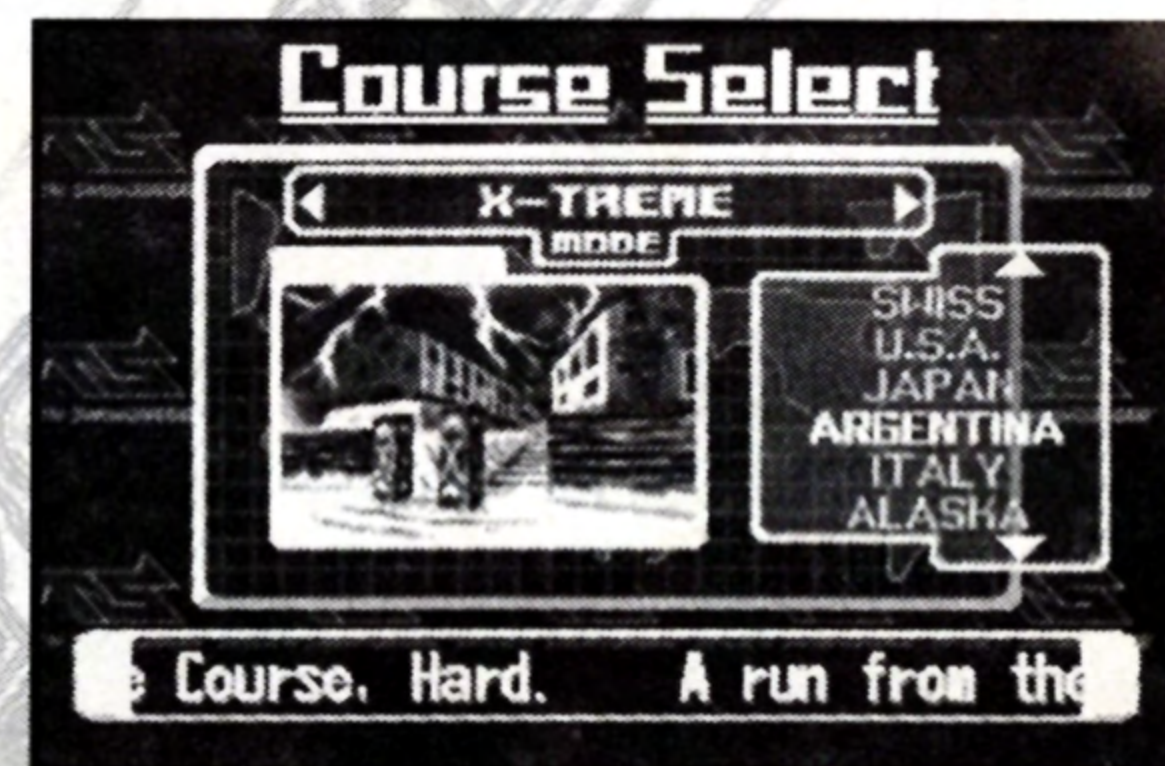 Course Select
X-TREME
MODE
SWISS
U.S.A.
JAPAN
ARGENTINA
ITALY
ALASKA
Course. Hard. A run from the